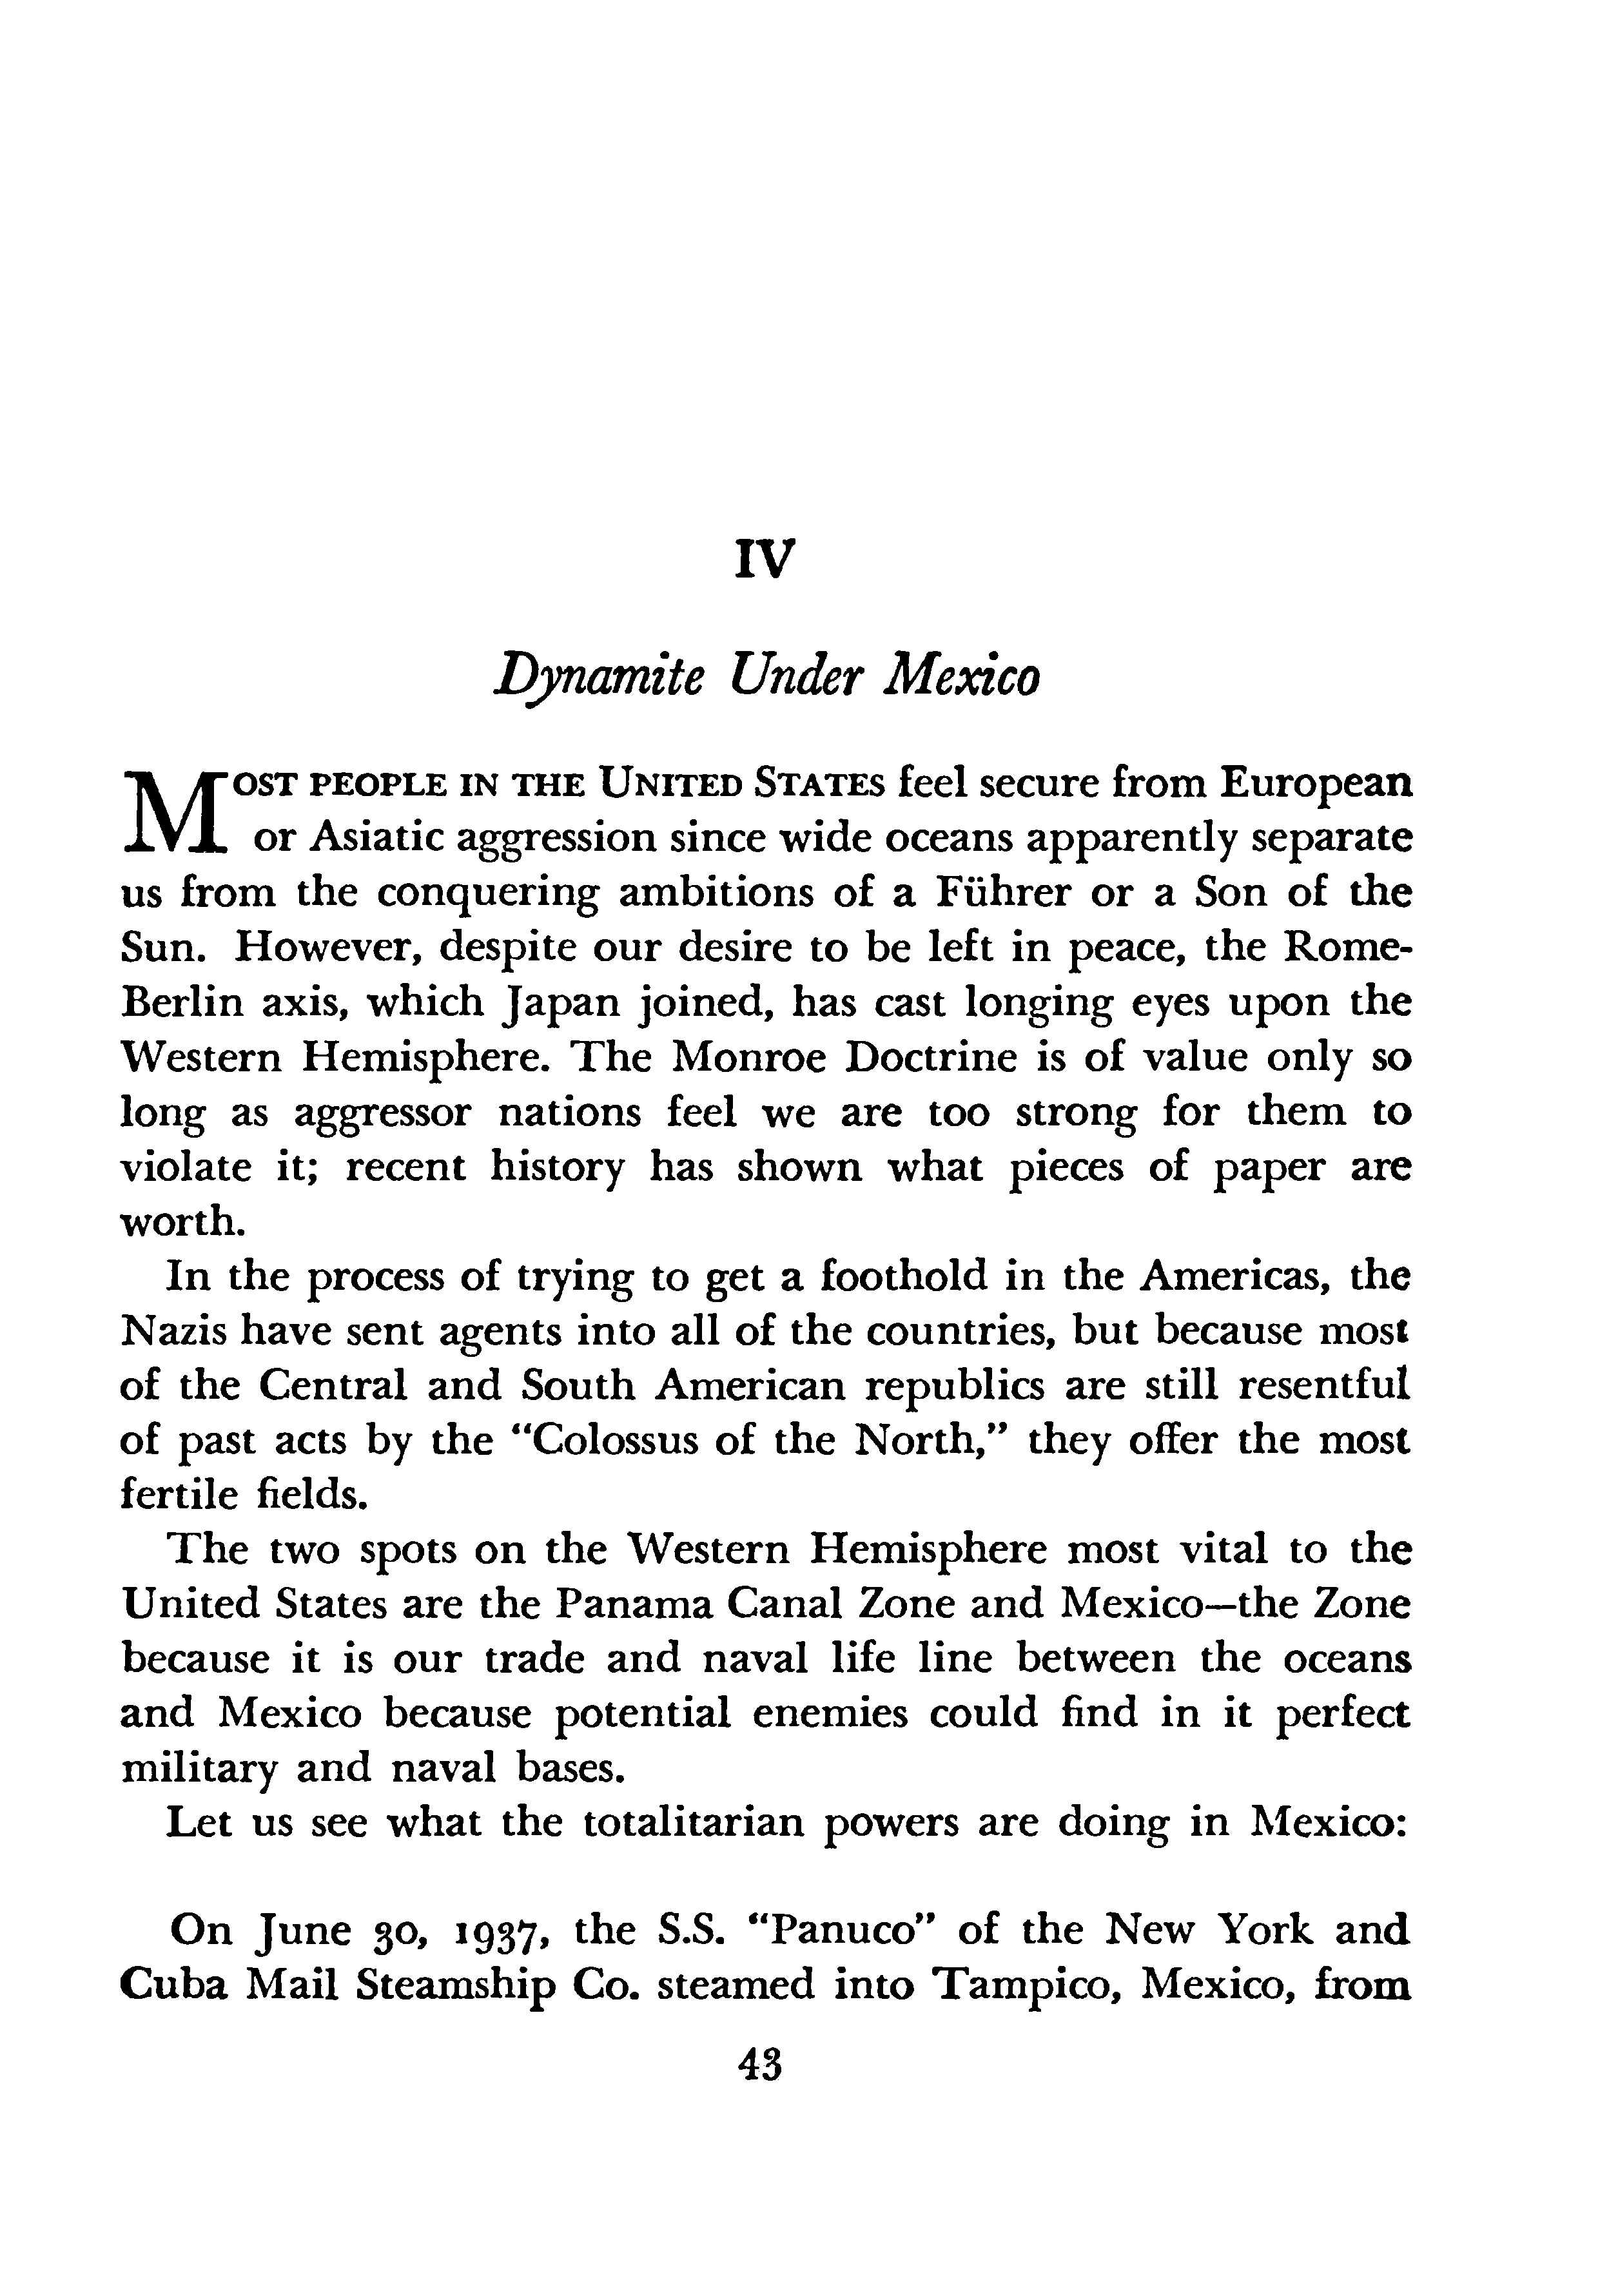 IV
Dynamite Under Mexico
MOST PEOPLE IN THE UNITED STATES feel secure from European
or Asiatic aggression since wide oceans apparently separate
us from the conquering ambitions of a Führer or a Son of the
Sun. However, despite our desire to be left in peace, the Rome-
Berlin axis, which Japan joined, has cast longing eyes upon the
Western Hemisphere. The Monroe Doctrine is of value only so
long as aggressor nations feel we are too strong for them to
violate it; recent history has shown what pieces of paper are
worth.
In the process of trying to get a foothold in the Americas, the
Nazis have sent agents into all of the countries, but because most
of the Central and South American republics are still resentful
of past acts by the “Colossus of the North,” they offer the most
fertile fields.
The two spots on the Western Hemisphere most vital to the
United States are the Panama Canal Zone and Mexico—the Zone
because it is our trade and naval life line between the oceans
and Mexico because potential enemies could find in it perfect
military and naval bases.
Let us see what the totalitarian powers are doing in Mexico:
On June 30, 1937, the S.S. “Panuco” of the New York and
Cuba Mail Steamship Co. steamed into Tampico, Mexico, from
43